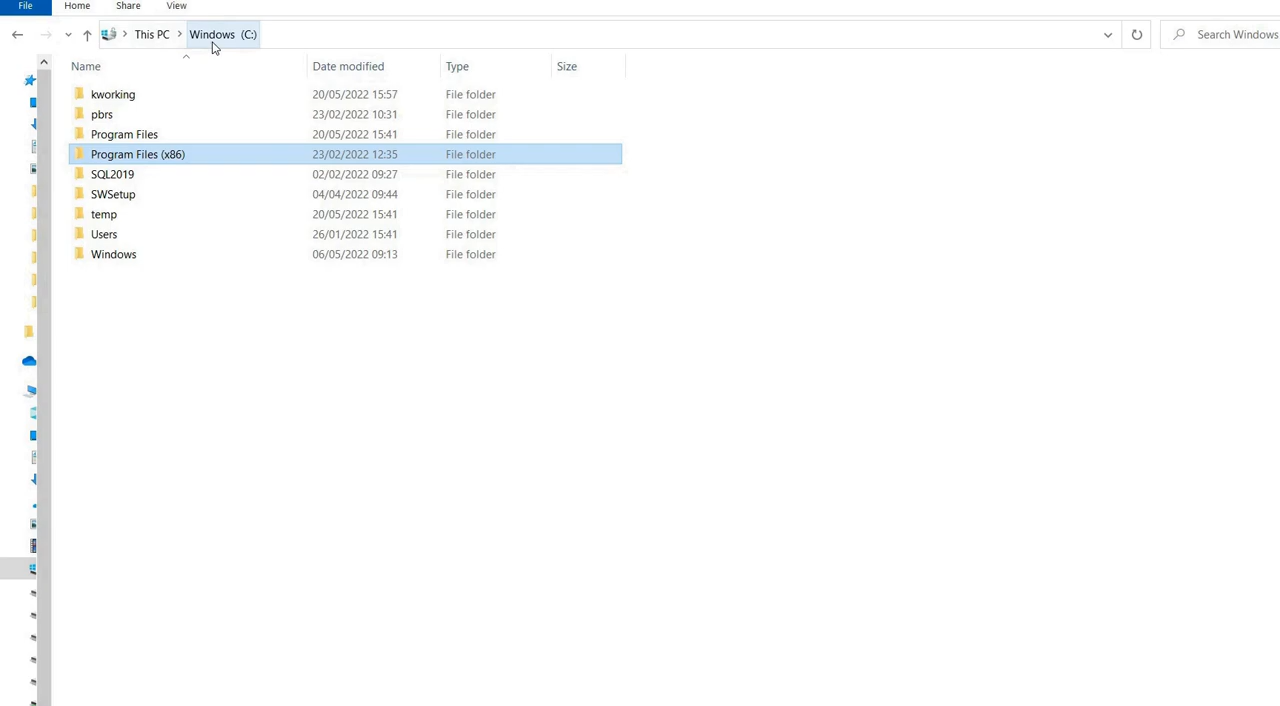 File Home Share View
This PC Windows (C:) Search Windows
Name Date modified Type Size
kworking 20/05/2022 15:57 File folder
pbrs 23/02/2022 10:31 File folder
Program Files 20/05/2022 15:41 File folder
Program Files (x86) 23/02/2022 12:35 File folder
SQL2019 02/02/2022 09:27 File folder
SWSetup 04/04/2022 09:44 File folder
temp 20/05/2022 15:41 File folder
Users 26/01/2022 15:41 File folder
Windows 06/05/2022 09:13 File folder